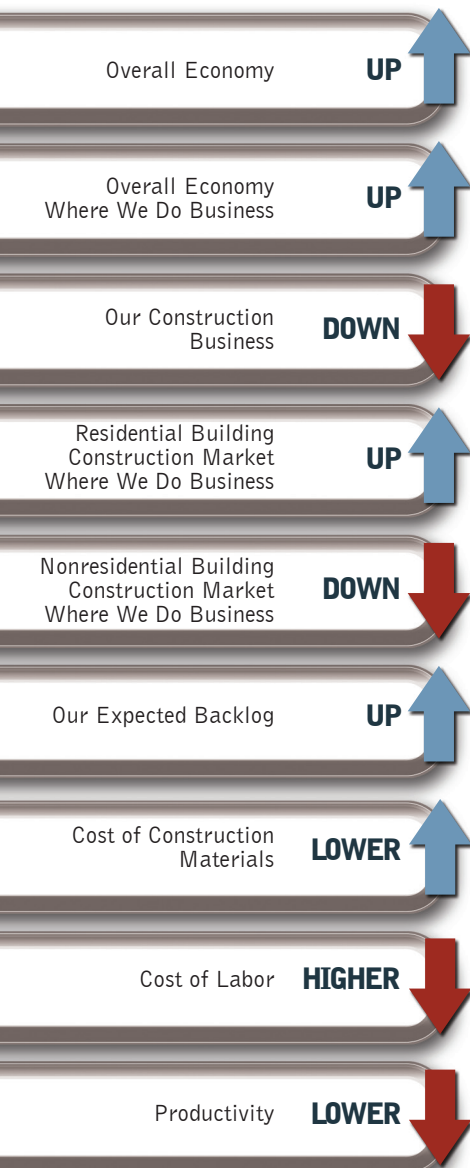 Overall Economy UP
Overall Economy
Where We Do Business UP
Our Construction
Business DOWN
Residential Building
Construction Market
Where We Do Business UP
Nonresidential Building
Construction Market
Where We Do Business DOWN
Our Expected Backlog UP
Cost of Construction
Materials LOWER
Cost of Labor HIGHER
Productivity LOWER